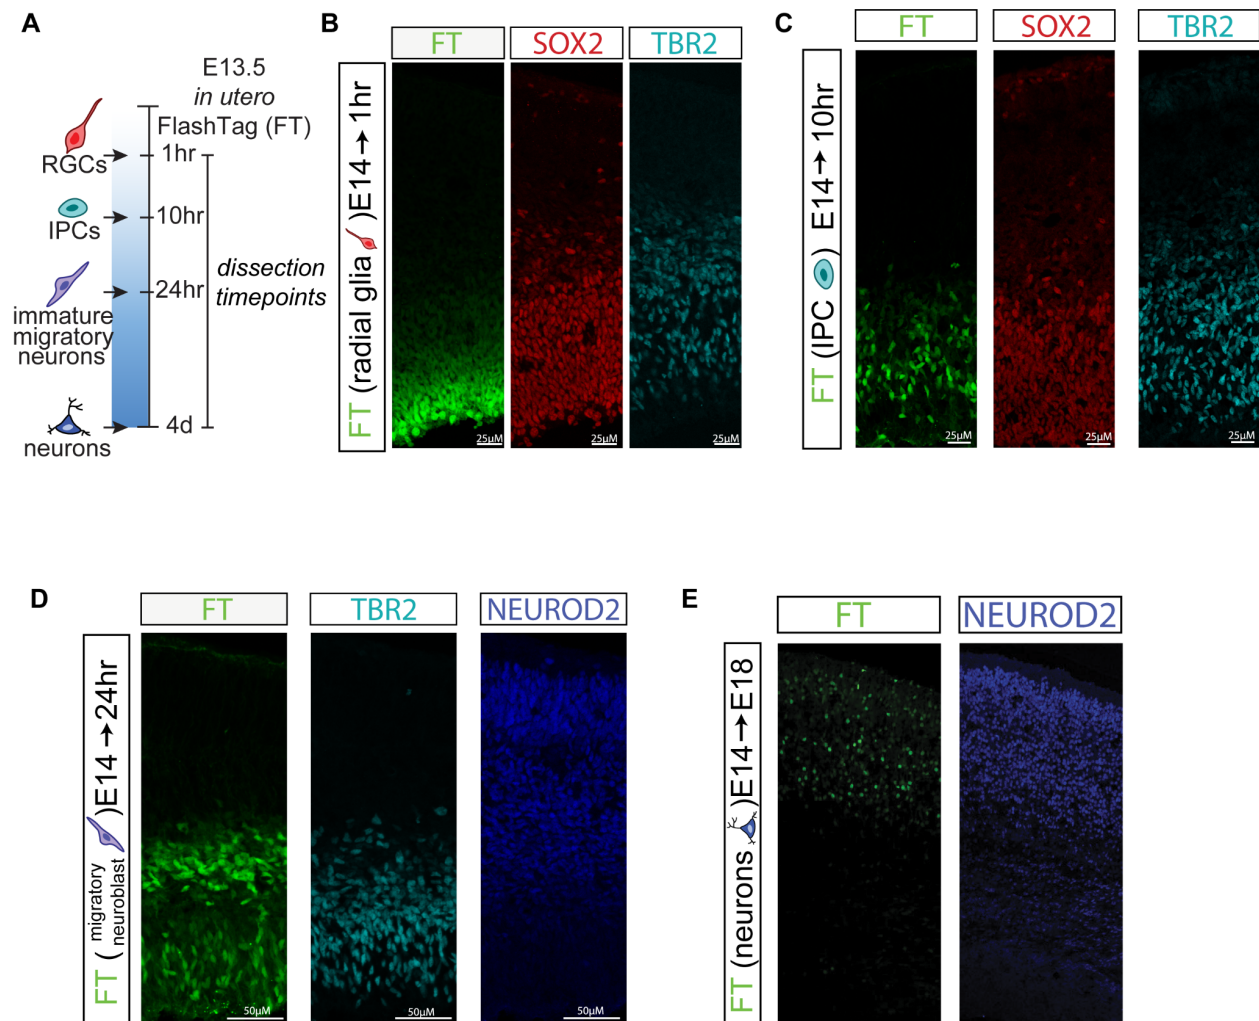 A
E13.5
in utero
FlashTag (FT)
RGCs
1hr
IPCs
10hr
immature
migratory
neurons
24hr
dissection
timepoints
neurons
4d
B
FT
SOX2
TBR2
FT (radial glia )E14→1hr
25μM
25μM
25μM
C
FT
SOX2
TBR2
FT (IPC ) E14→ 10hr
25μM
25μM
25μM
D
FT
TBR2
NEUROD2
FT ( migratory
neuroblast )E14→24hr
50μM
50μM
50μM
E
FT
NEUROD2
FT (neurons )E14→E18